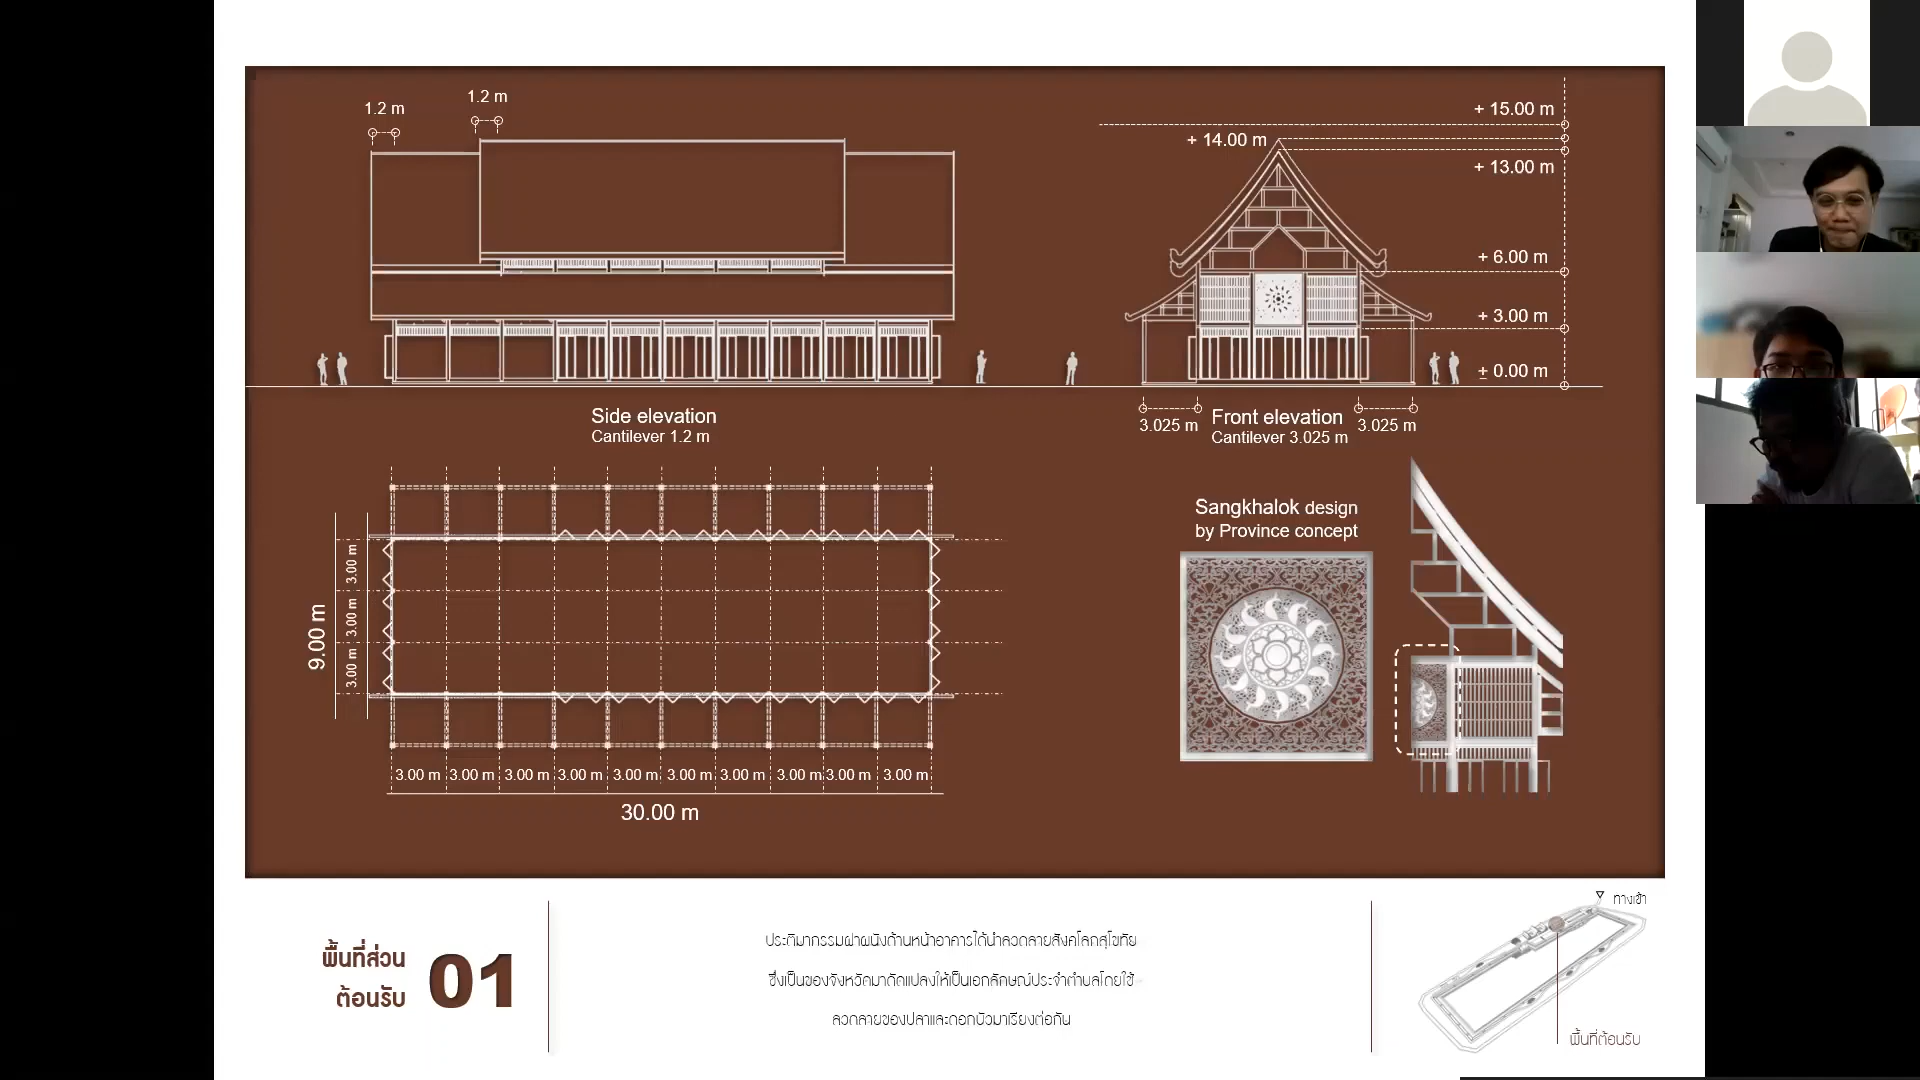 1.2 m
1.2 m
+ 15.00 m
+ 14.00 m
+ 13.00 m
+ 6.00 m
+ 3.00 m
± 0.00 m
Side elevation
Cantilever 1.2 m
3.025 m
Front elevation
Cantilever 3.025 m
3.025 m
9.00 m
3.00 m
3.00 m
3.00 m
3.00 m 3.00 m 3.00 m 3.00 m 3.00 m 3.00 m 3.00 m 3.00 m 3.00 m 3.00 m
30.00 m
Sangkhalok design
by Province concept
พื้นที่ส่วน
ต้อนรับ
01
ประติมากรรมฝาผนังด้านหน้าอาคารได้นำลวดลายสังคโลกสุโขทัย
ซึ่งเป็นของจังหวัดมาดัดแปลงให้เป็นเอกลักษณ์ประจำตำบลโดยใช้
ลวดลายของปลาและดอกบัวมาเรียงต่อกัน
ทางเข้า
พื้นที่ต้อนรับ